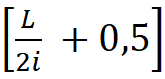 [L/2i + 0,5]